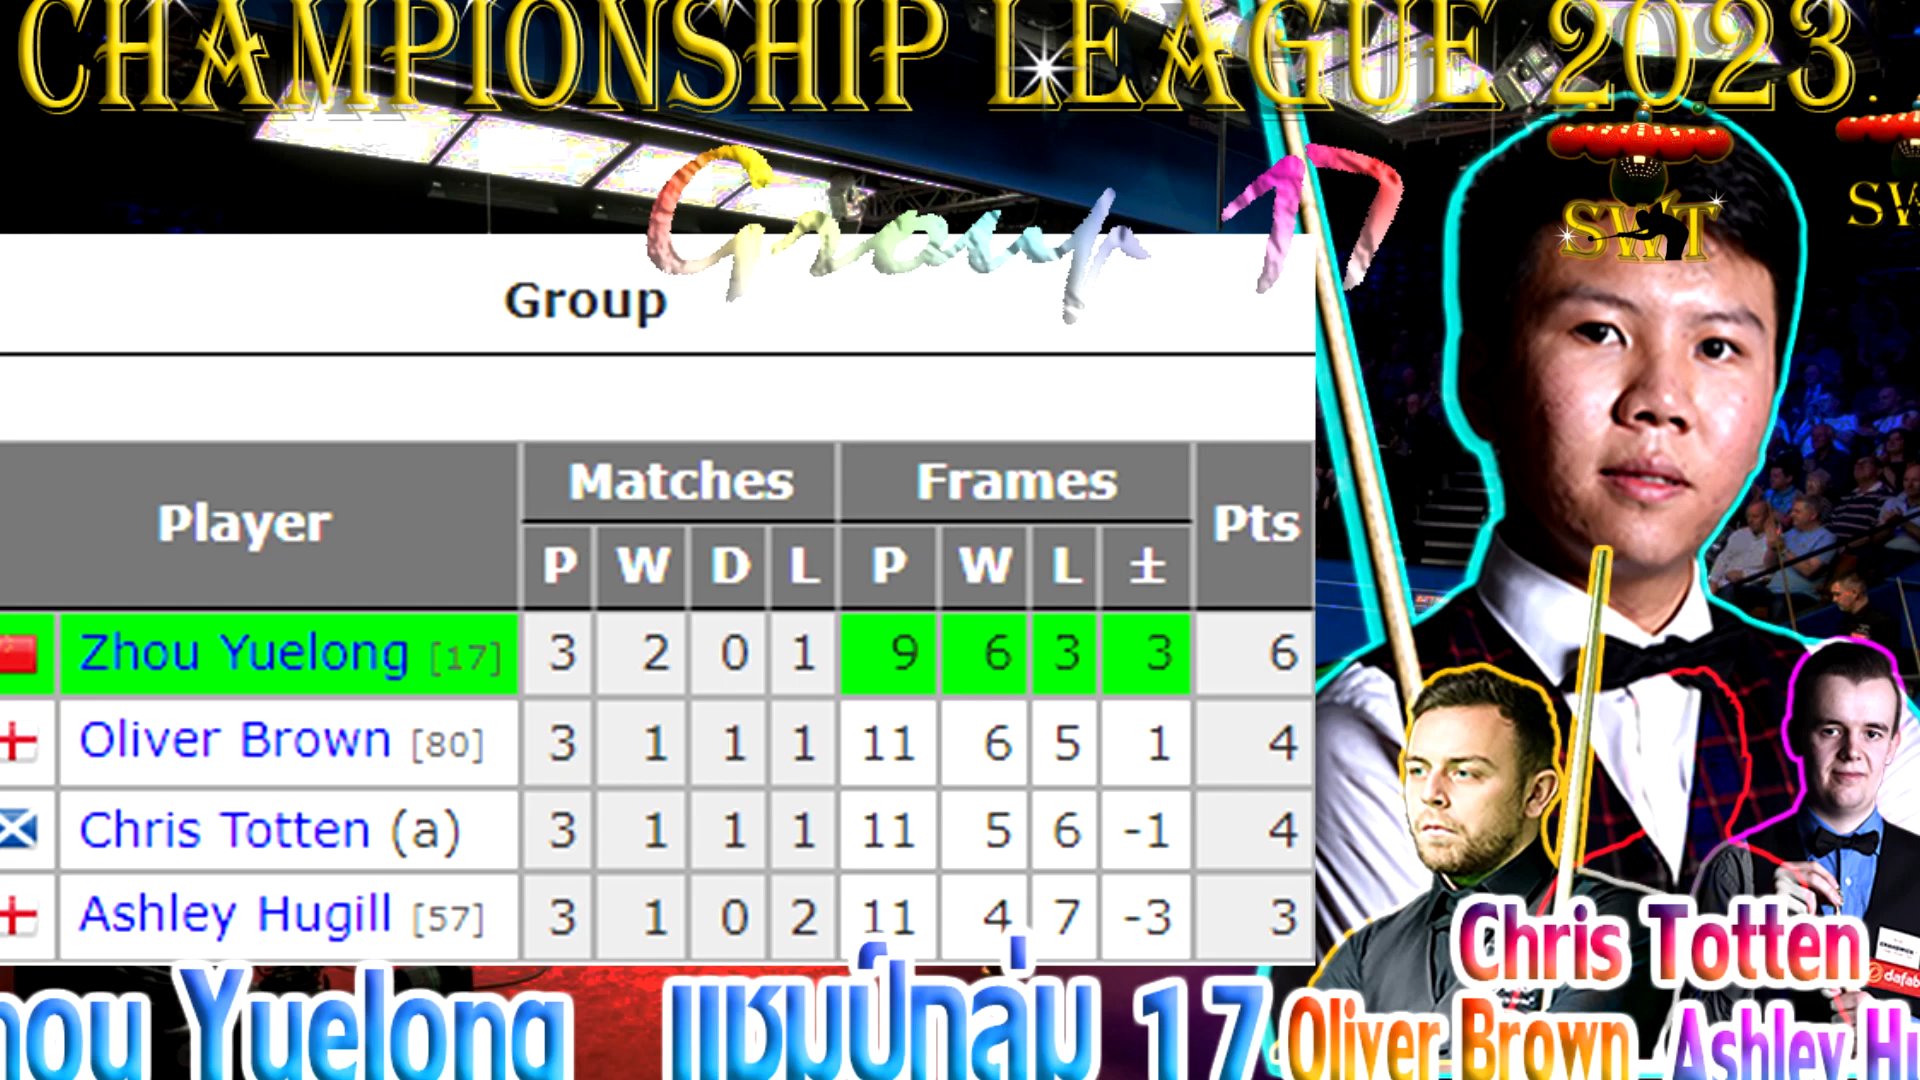 CHAMPIONSHIP LEAGUE 2023
Group 17
SWT
Group
Player Matches Frames Pts
P W D L P W L ±
Zhou Yuelong [17] 3 2 0 1 9 6 3 3 6
Oliver Brown [80] 3 1 1 1 11 6 5 1 4
Chris Totten (a) 3 1 1 1 11 5 6 -1 4
Ashley Hugill [57] 3 1 0 2 11 4 7 -3 3
hou Yuelong แชมป์กลุ่ม 17
Chris Totten
Oliver Brown Ashley Hu